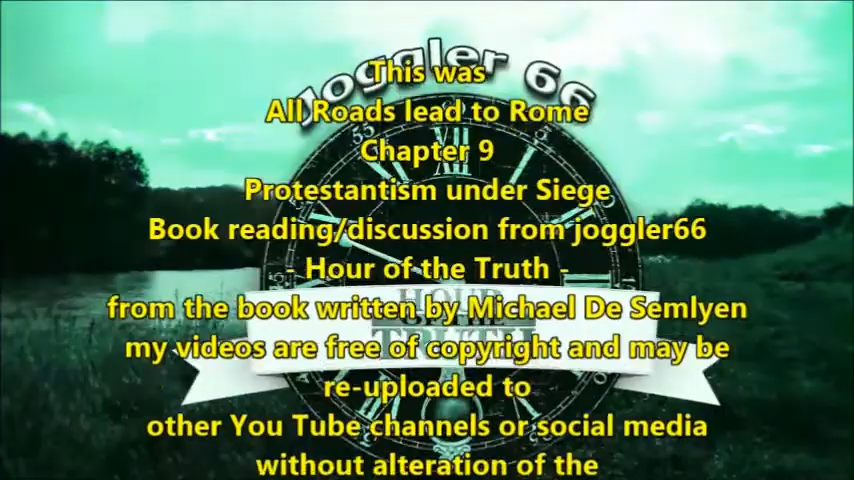 Joggler 66
This was
All Roads lead to Rome
Chapter 9
Protestantism under Siege
Book reading/discussion from joggler66
- Hour of the Truth -
from the book written by Michael De Semlyen
my videos are free of copyright and may be
re-uploaded to
other You Tube channels or social media
without alteration of the